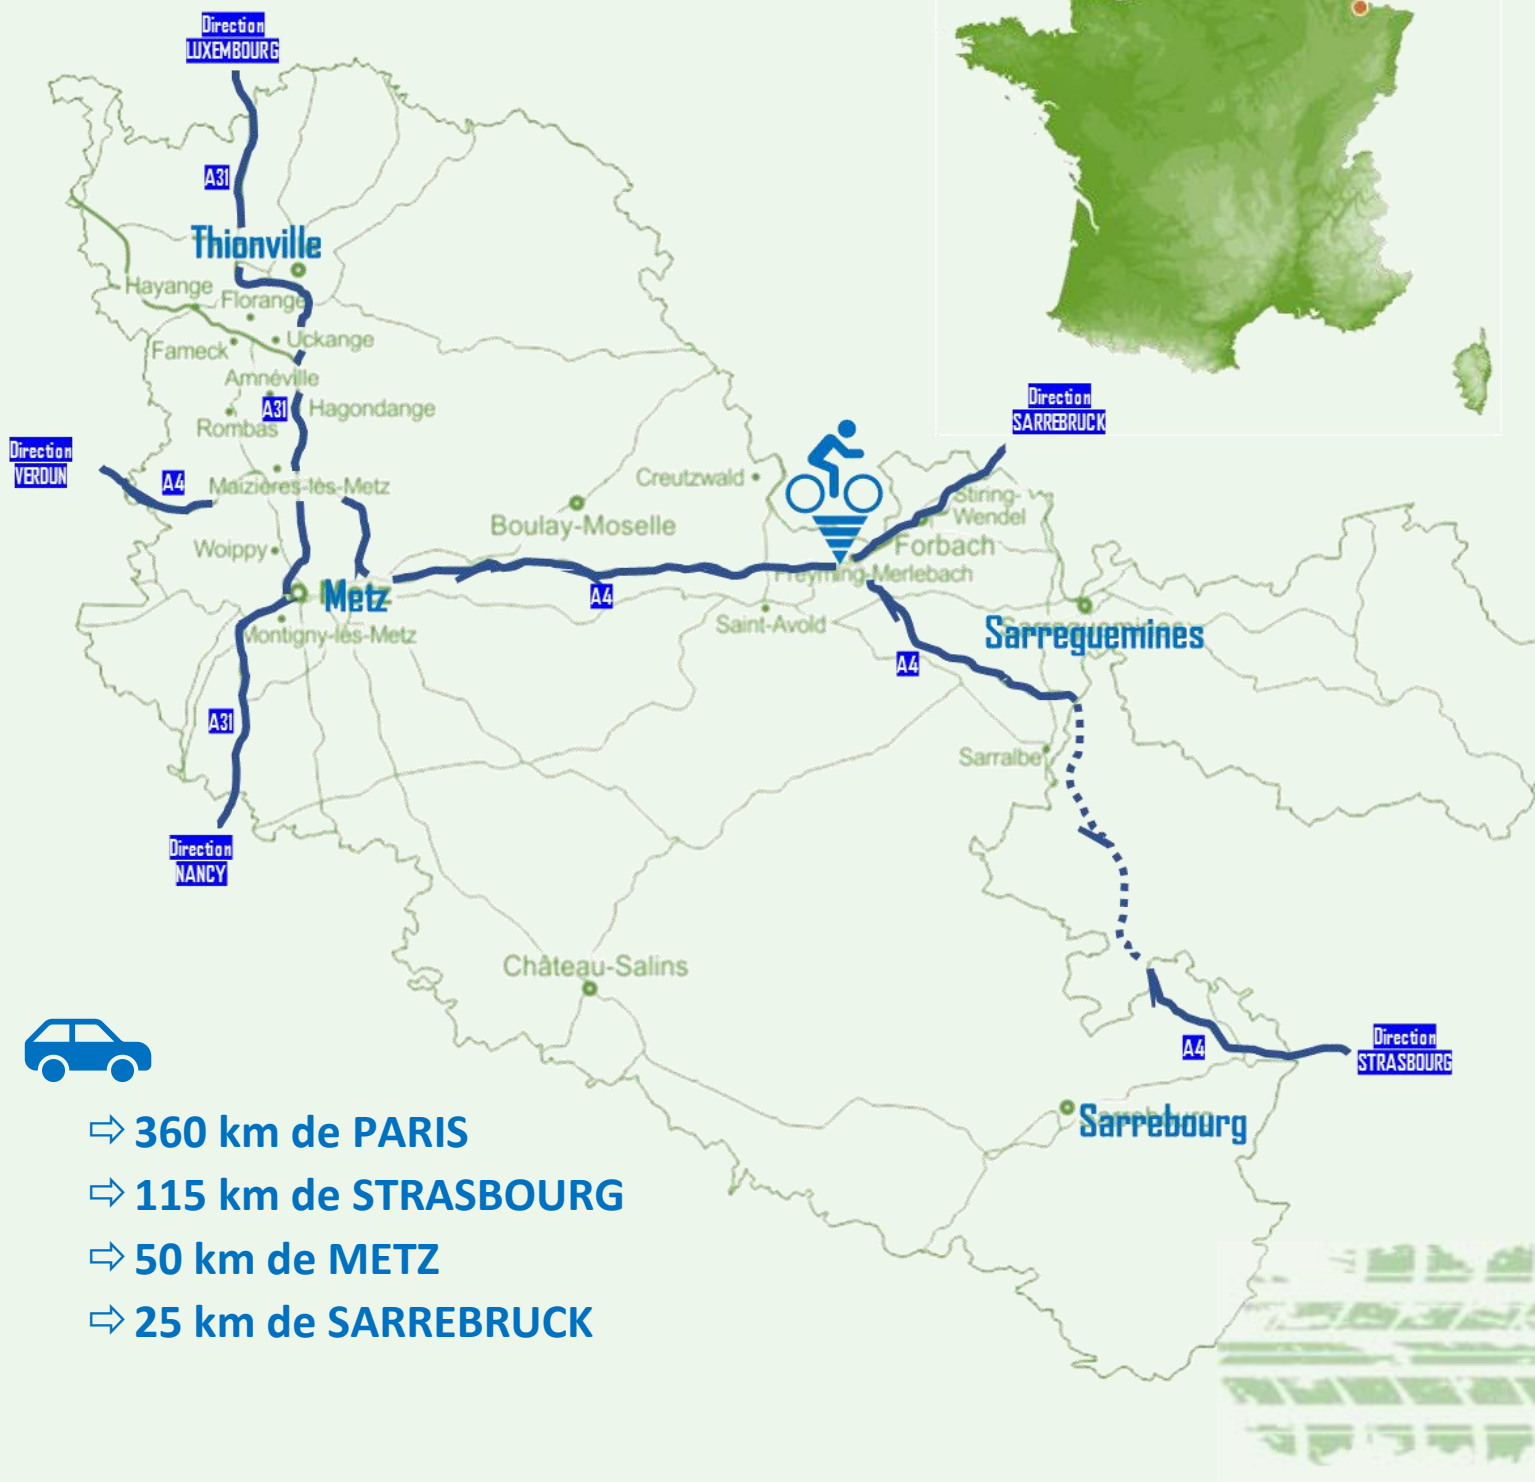 Direction
LUXEMBOURG
A31
Thionville
Hayange
Florange
Uckange
Fameck
Amnéville
A31
Hagondange
Rombas
Direction
SARREBRUCK
Direction
VERDUN
A4
Maizières-lès-Metz
Creutzwald
Stiring-
Wendel
Boulay-Moselle
Woippy
Forbach
Freyming-Merlebach
Metz
A4
Saint-Avold
Montigny-lès-Metz
Sarreguemines
A4
A31
Sarralbe
Direction
NANCY
Château-Salins
A4
Direction
STRASBOURG
Sarrebourg
⇨ 360 km de PARIS
⇨ 115 km de STRASBOURG
⇨ 50 km de METZ
⇨ 25 km de SARREBRUCK